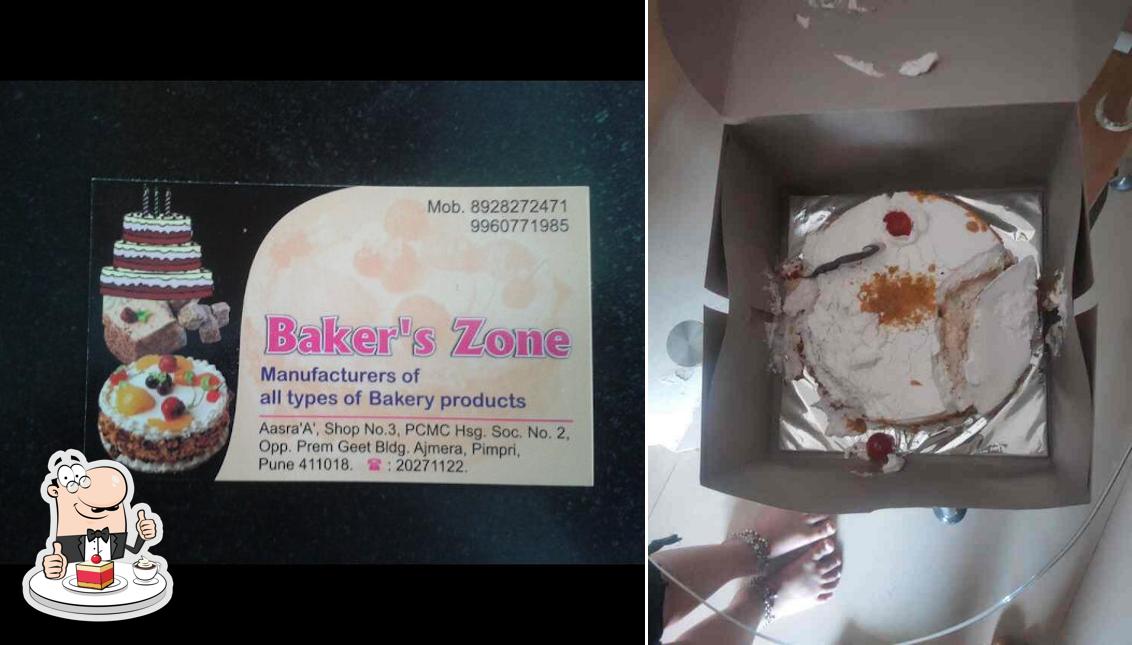 Mob. 8928272471
9960771985
Baker's Zone
Manufacturers of
all types of Bakery products
Aasra'A', Shop No.3, PCMC Hsg. Soc. No. 2,
Opp. Prem Geet Bldg. Ajmera, Pimpri,
Pune 411018. ☎ : 20271122.